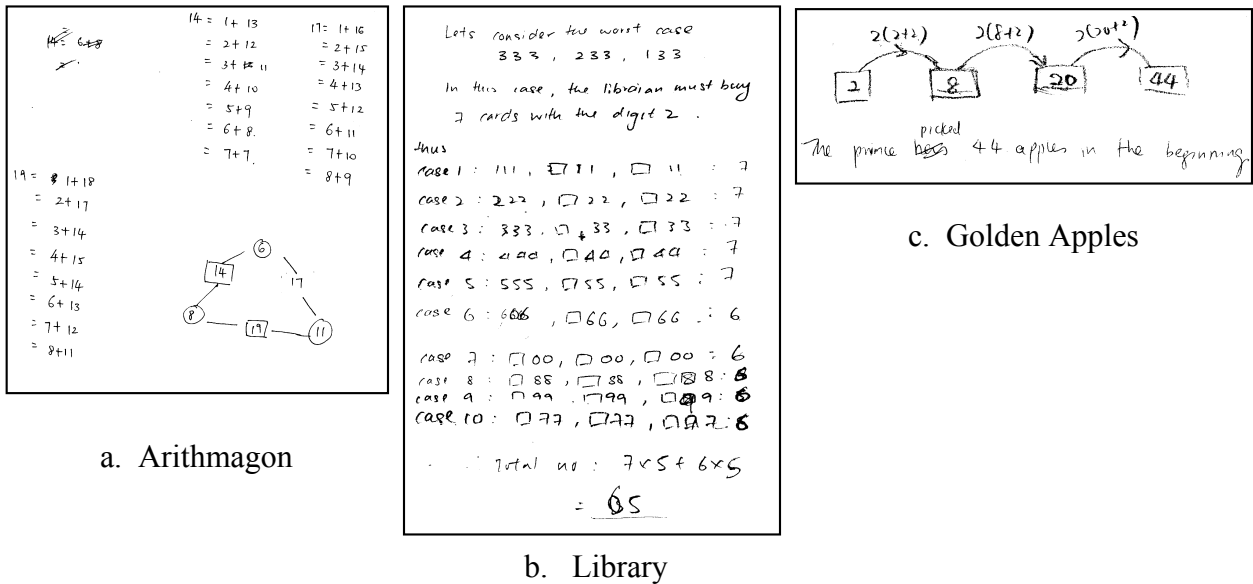 14 = 1 + 13
= 2 + 12
= 3 + 11
= 4 + 10
= 5 + 9
= 6 + 8.
= 7 + 7.
17 = 1 + 16
= 2 + 15
= 3 + 14
= 4 + 13
= 5 + 12
= 6 + 11
= 7 + 10
= 8 + 9
19 = 1 + 18
= 2 + 17
= 3 + 14
= 4 + 15
= 5 + 14
= 6 + 13
= 7 + 12
= 8 + 11
6
14
17
8
19
11
a. Arithmagon
Lets consider the worst case
333, 233, 133
In this case, the libraian must buy
7 cards with the digit 2.
thus
case 1: 111, □11, □11 : 7
case 2: 222, □22, □22 : 7
case 3: 333, □33, □33 : 7
case 4: 444, □44, □44 : 7
case 5: 555, □55, □55 : 7
case 6: 666, □66, □66 : 6
case 7: □00, □00, □00 = 6
case 8: □88, □88, □ 8:
case 9: □99, □99, □ 9:
case 10: □77, □77, □ 7:
Total no: 7×5 + 6×5
= 65
b. Library
2(2+2) 2(8+2) 2(20+2)
2 8 20 44
The prince picked 44 apples in the beginning
c. Golden Apples